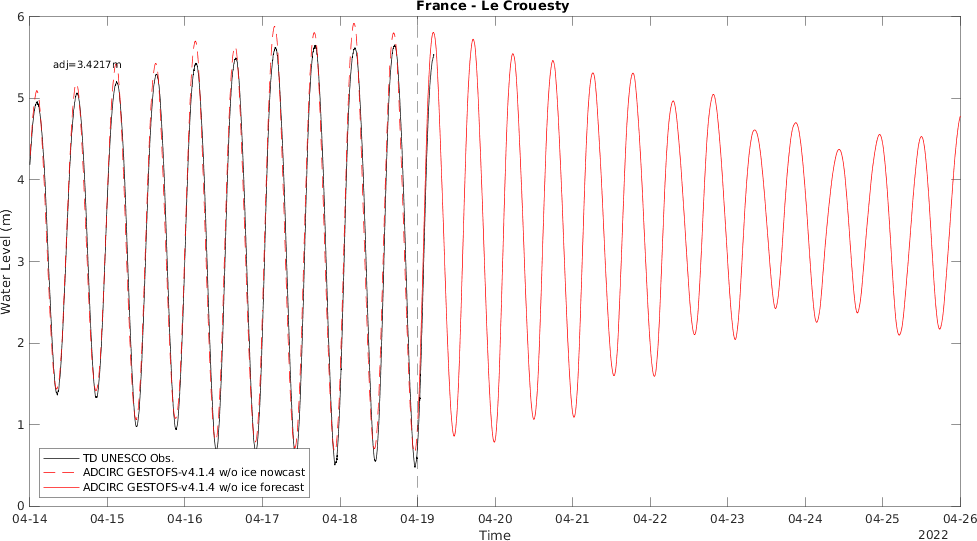 France - Le Crouesty
6
adj=3.4217m
5
4
3
2
1
0
Water Level (m)
TD UNESCO Obs.
ADCIRC GESTOFS-v4.1.4 w/o ice nowcast
ADCIRC GESTOFS-v4.1.4 w/o ice forecast
04-14 04-15 04-16 04-17 04-18 04-19 04-20 04-21 04-22 04-23 04-24 04-25 04-26
Time
2022